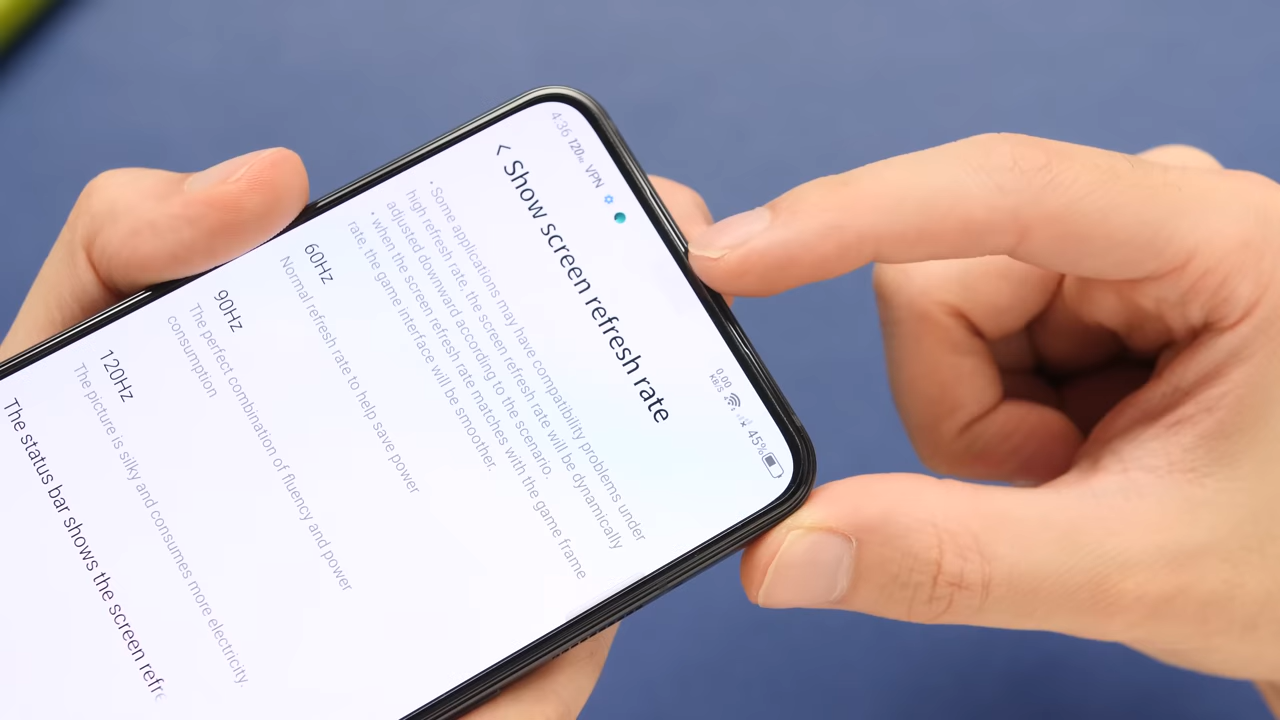 4:36 120Hz VPN
0.00 KB/S 45%
< Show screen refresh rate
• Some applications may have compatibility problems under
high refresh rate, the screen refresh rate will be dynamically
adjusted downward according to the scenario.
• when the screen refresh rate matches with the game frame
rate, the game interface will be smoother.
60Hz
Normal refresh rate to help save power
90Hz
The perfect combination of fluency and power
consumption
120Hz
The picture is silky and consumes more electricity.
The status bar shows the screen refre